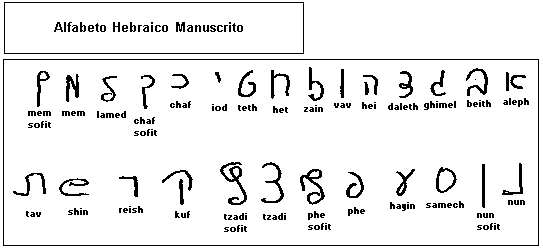 Alfabeto Hebraico Manuscrito
א ב ג ד ה ו ז ח ט י כ ך ל מ ם
mem mem lamed chaf chaf iod teth het zain vav hei daleth ghimel beith aleph
sofit sofit
נ ן ס ע פ ף צ ץ ק ר ש ת
tav shin reish kuf tzadi tzadi phe phe hagin samech nun nun
sofit sofit sofit